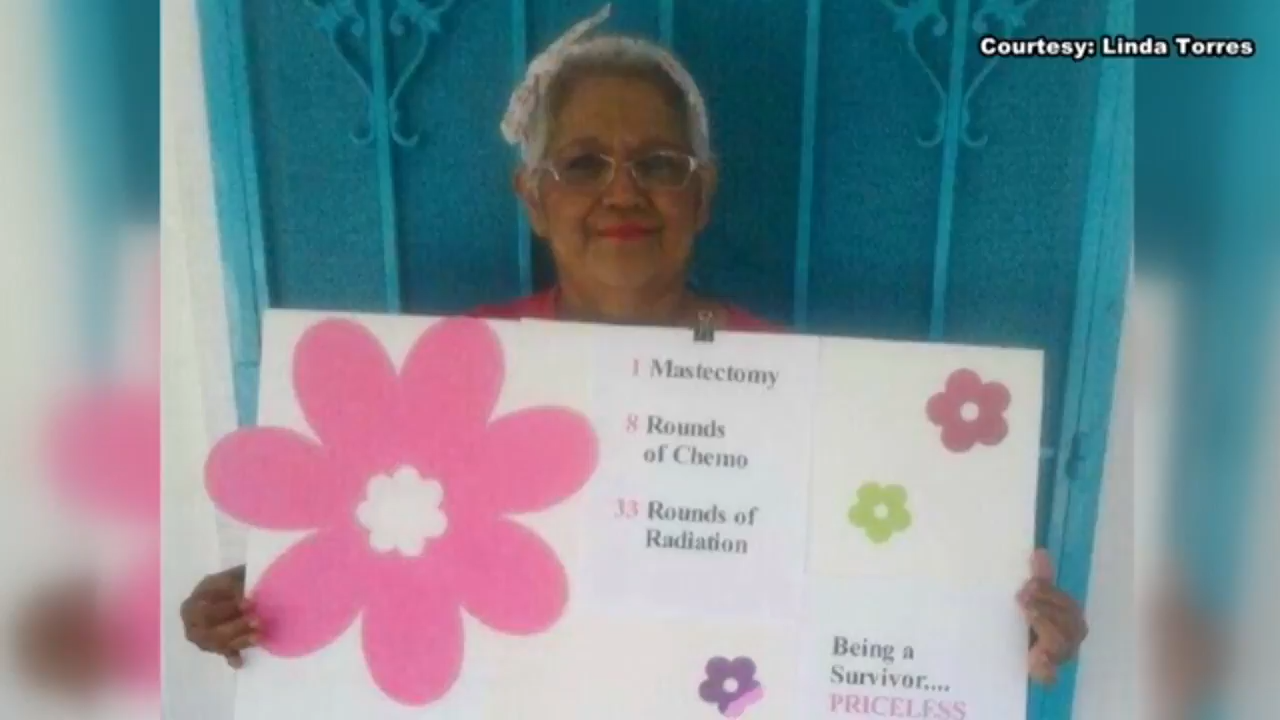 Courtesy: Linda Torres
1 Mastectomy
8 Rounds
of Chemo
33 Rounds of
Radiation
Being a
Survivor....
PRICELESS